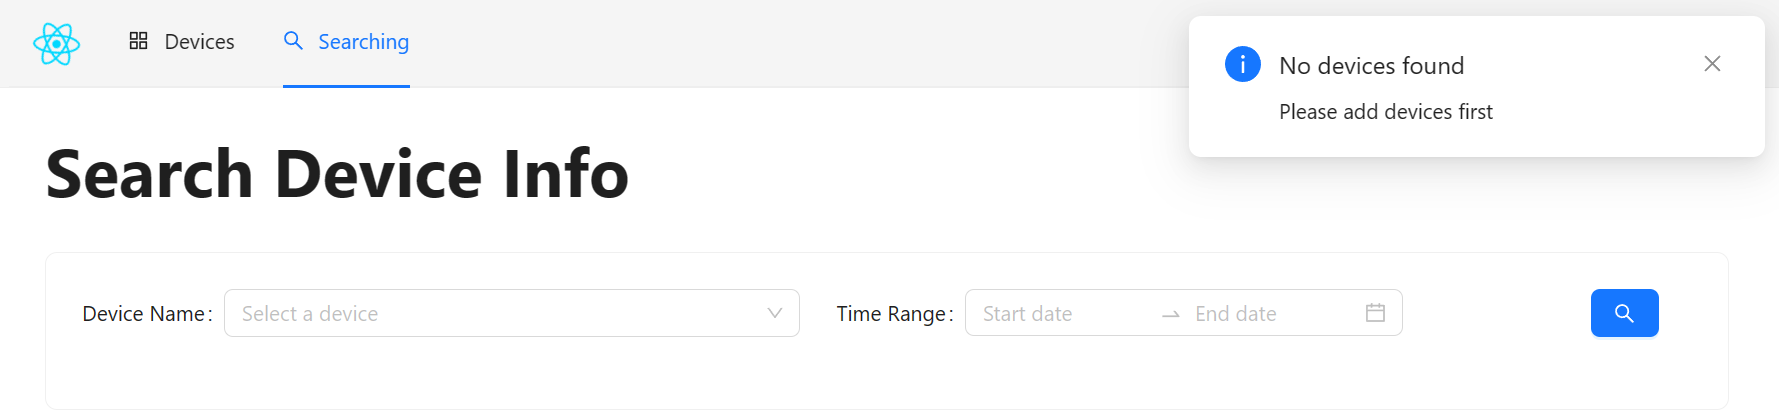 Devices
Searching
No devices found
Please add devices first
Search Device Info
Device Name: Select a device
Time Range: Start date → End date